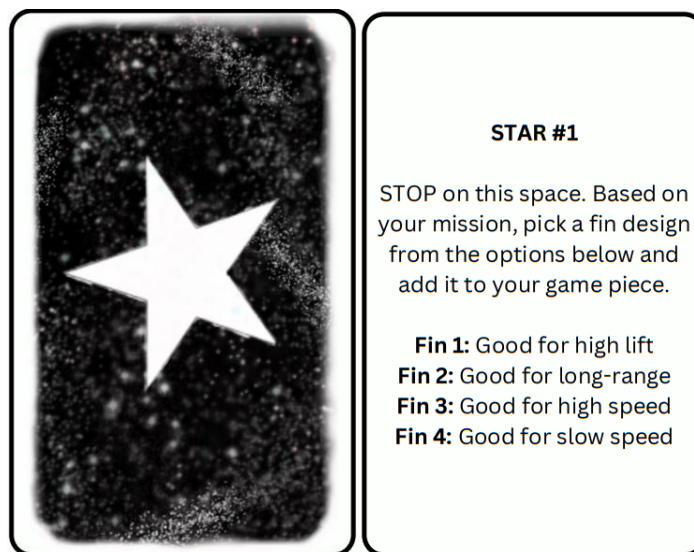 STAR #1
STOP on this space. Based on
your mission, pick a fin design
from the options below and
add it to your game piece.
Fin 1: Good for high lift
Fin 2: Good for long-range
Fin 3: Good for high speed
Fin 4: Good for slow speed